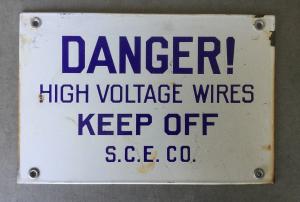 DANGER!
HIGH VOLTAGE WIRES
KEEP OFF
S.C.E. CO.